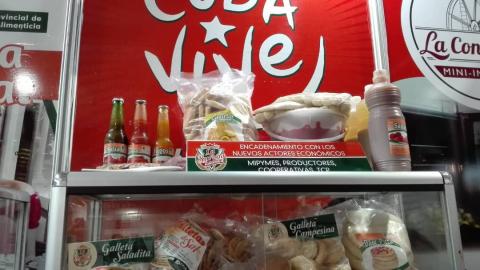 ovincial de
limenticia
CUBA
VIVE
La Con
MINI-IN
ENCADENAMIENTO CON LOS
NUEVOS ACTORES ECONÓMICOS
MIPYMES, PRODUCTORES,
COOPERATIVAS, TCP
Galleta
Saladita
Galleta
Campesina